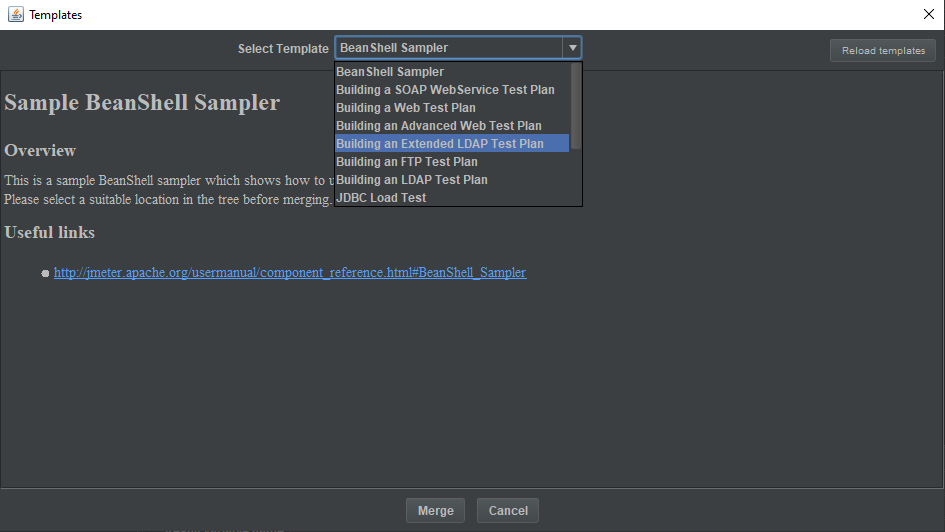 Templates
Select Template
BeanShell Sampler
Reload templates
BeanShell Sampler
Building a SOAP WebService Test Plan
Building a Web Test Plan
Building an Advanced Web Test Plan
Building an Extended LDAP Test Plan
Building an FTP Test Plan
Building an LDAP Test Plan
JDBC Load Test
Sample BeanShell Sampler
Overview
This is a sample BeanShell sampler which shows how to
Please select a suitable location in the tree before merging.
Useful links
http://jmeter.apache.org/usermanual/component_reference.html#BeanShell_Sampler
Merge
Cancel